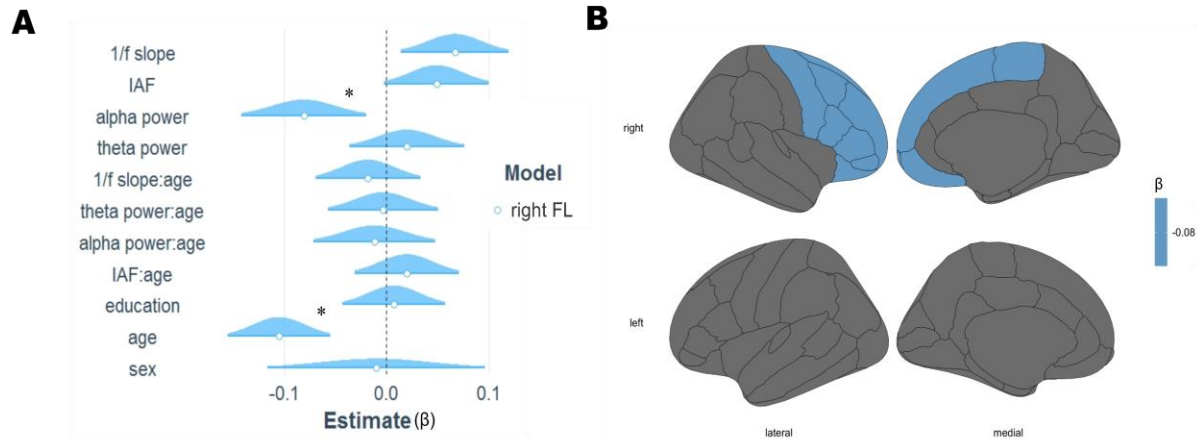 A
1/f slope
IAF
alpha power
*
theta power
1/f slope:age
theta power:age
alpha power:age
IAF:age
education
age
*
sex
-0.1
0.0
0.1
Estimate (β)
Model
right FL
B
right
left
lateral
medial
β
-0.08